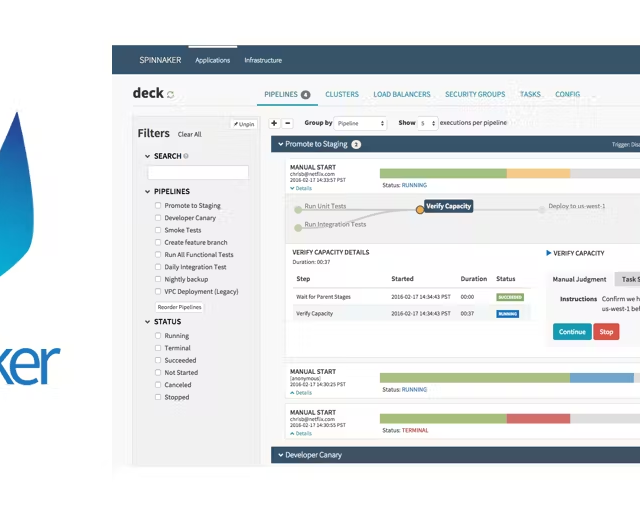 ker
SPINNAKER Applications Infrastructure
deck
PIPELINES 4 CLUSTERS LOAD BALANCERS SECURITY GROUPS TASKS CONFIG
Unpin
Filters Clear All
SEARCH
PIPELINES
Promote to Staging
Developer Canary
Smoke Tests
Create feature branch
Run All Functional Tests
Daily Integration Test
Nightly backup
VPC Deployment (Legacy)
Reorder Pipelines
STATUS
Running
Terminal
Succeeded
Not Started
Canceled
Stopped
Group by Pipeline Show 5 executions per pipeline
Promote to Staging 3 Trigger: Disa
MANUAL START
chrisb@netflix.com
2016-02-17 14:33:57 PST
Details
Status: RUNNING
Run Unit Tests Verify Capacity Deploy to us-west-1
Run Integration Tests
VERIFY CAPACITY DETAILS
Duration: 00:37
Step Started Duration Status
Wait for Parent Stages 2016-02-17 14:34:43 PST 00:00 SUCCEEDED
Verify Capacity 2016-02-17 14:34:43 PST 00:37 RUNNING
VERIFY CAPACITY
Manual Judgment Task S
Instructions Confirm we h
us-west-1 bef
Continue Stop
MANUAL START
[anonymous]
2016-02-17 14:30:25 PST
Details
Status: RUNNING
MANUAL START
chrisb@netflix.com
2016-02-17 14:30:55 PST
Details
Status: TERMINAL
Developer Canary